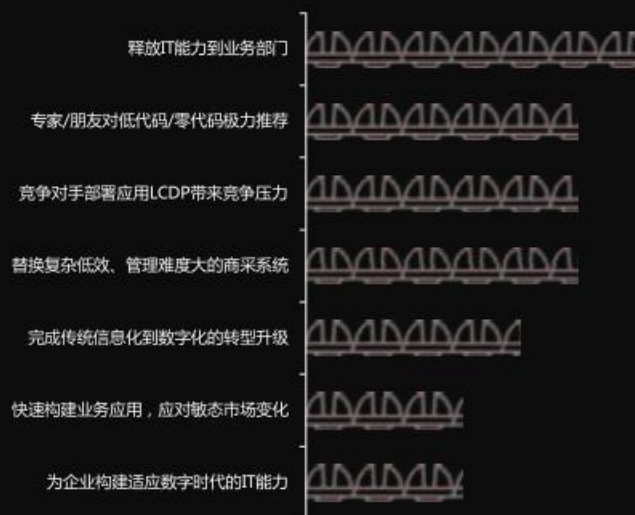 释放IT能力到业务部门
专家/朋友对低代码/零代码极力推荐
竞争对手部署应用LCDP带来竞争压力
替换复杂低效、管理难度大的商采系统
完成传统信息化到数字化的转型升级
快速构建业务应用，应对敏态市场变化
为企业构建适应数字时代的IT能力